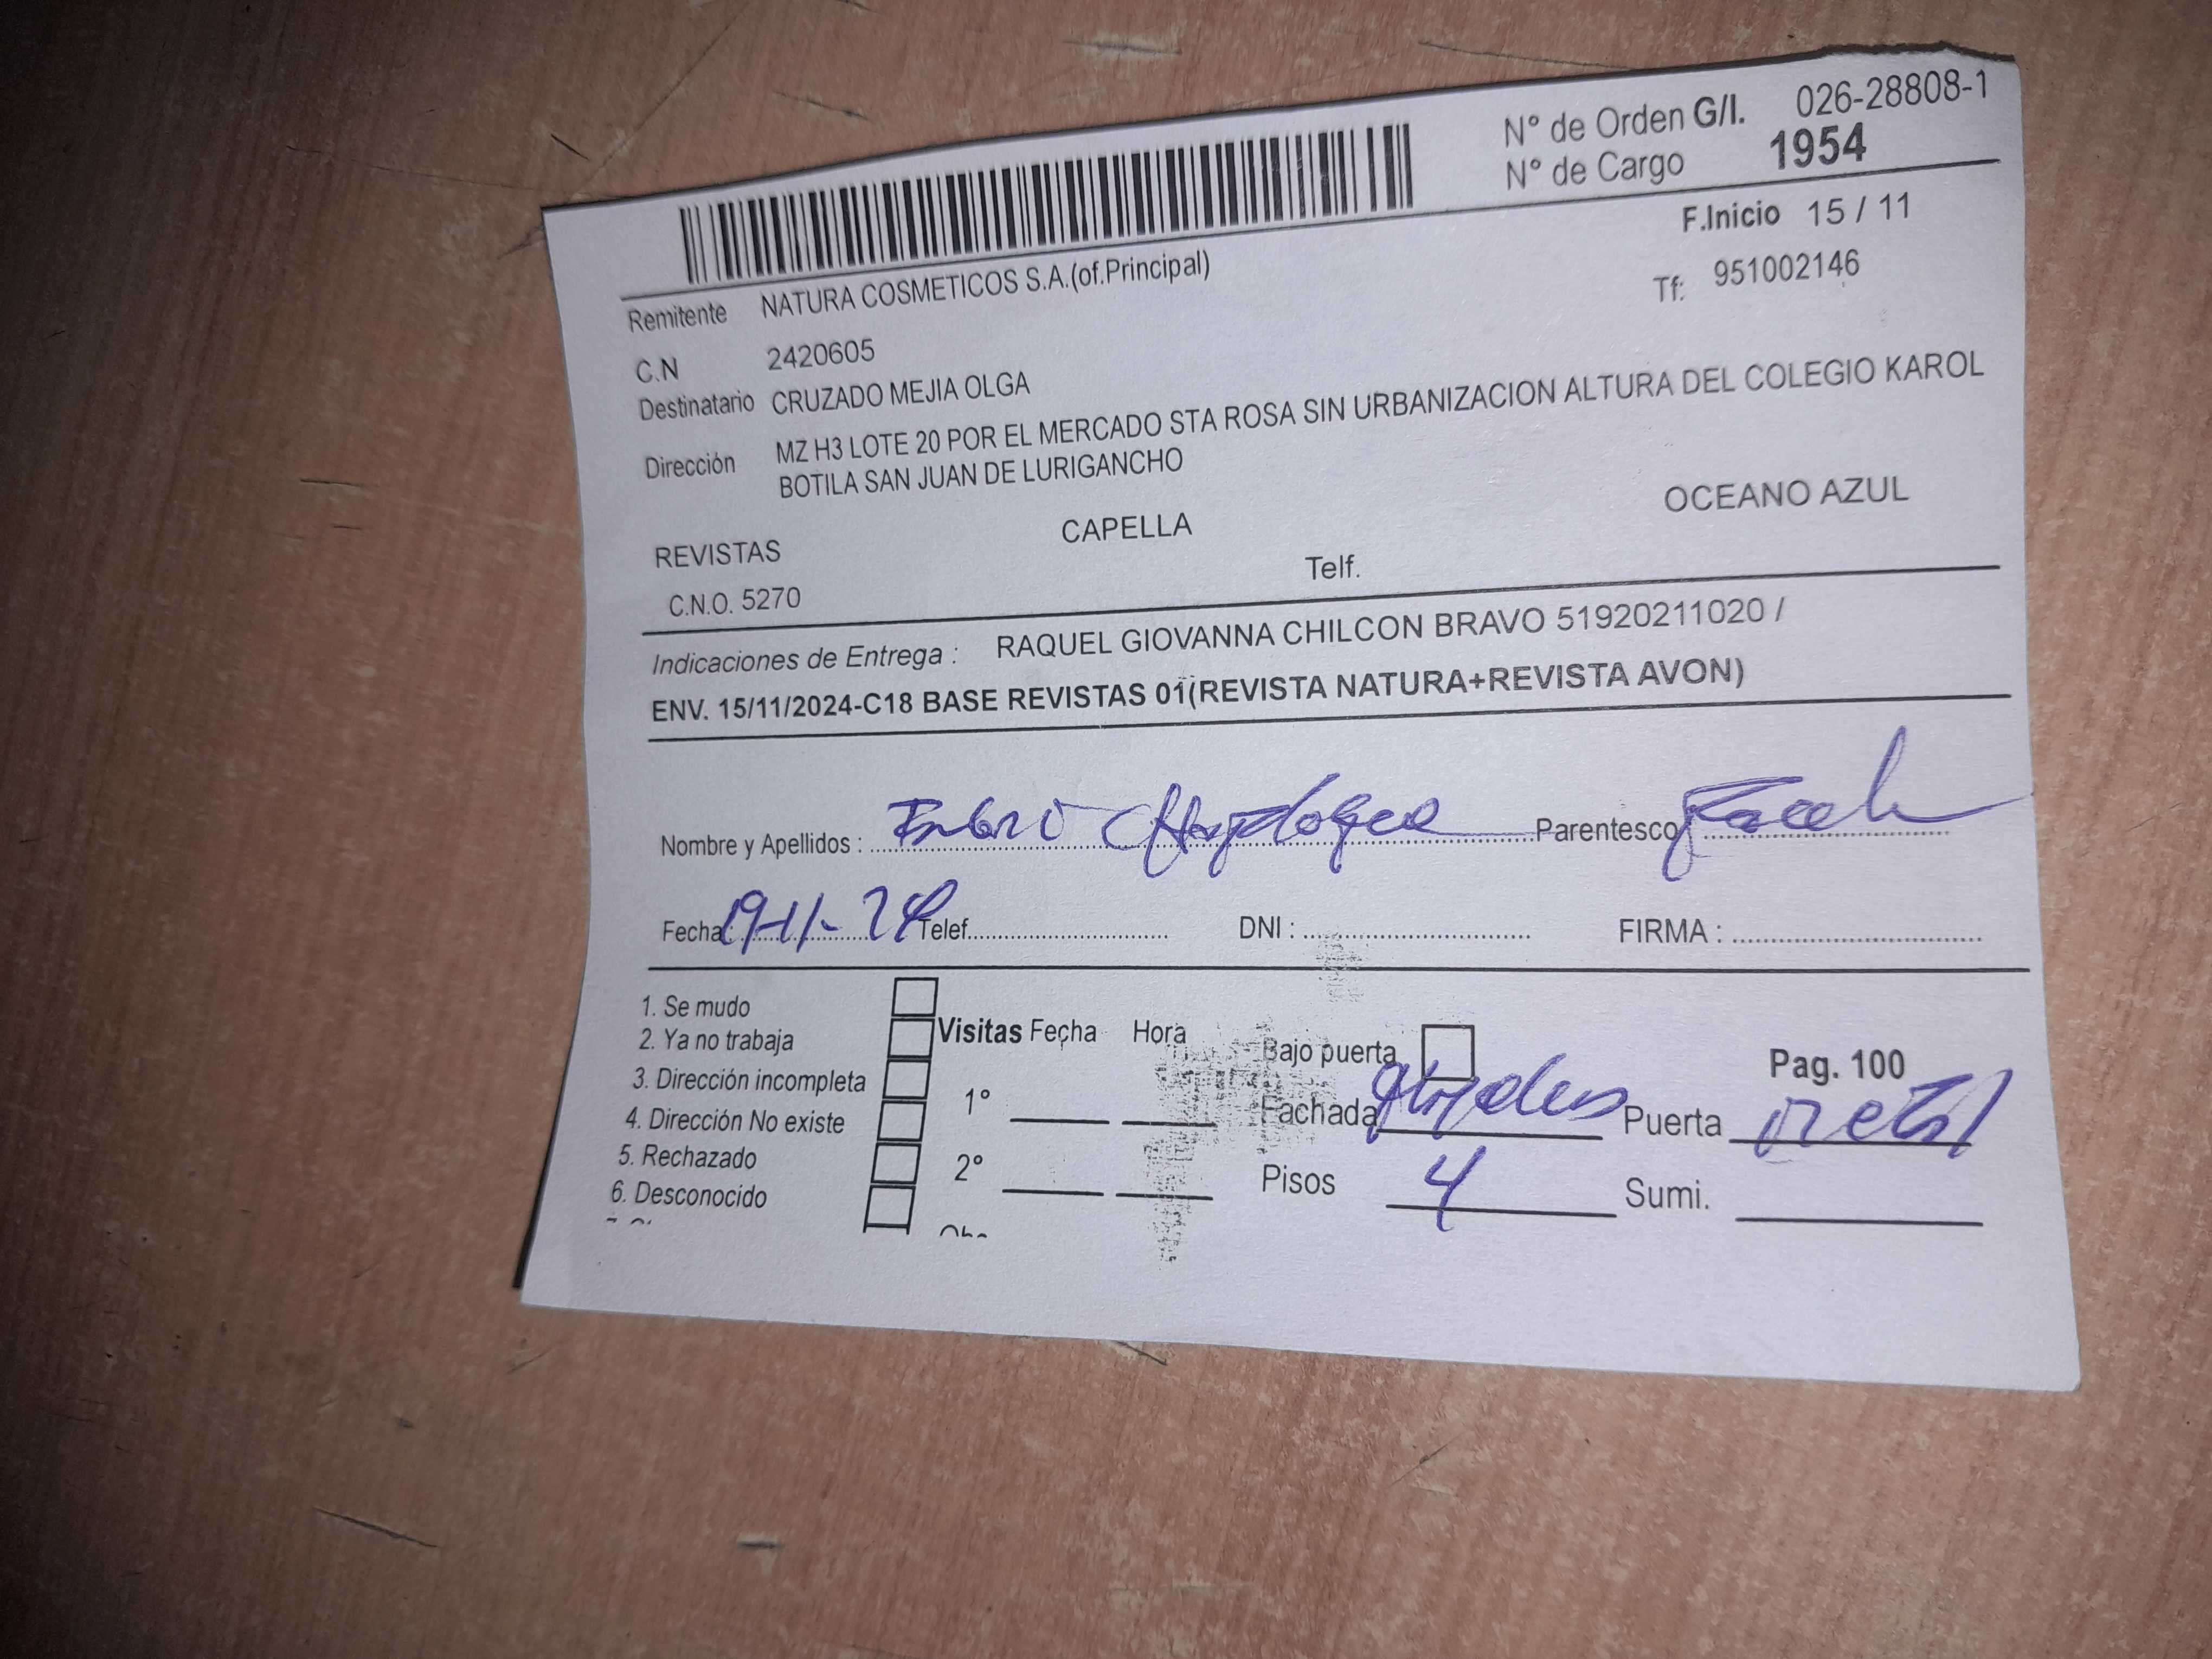 N° de Orden G/I. 026-28808-1
N° de Cargo 1954
F.Inicio 15 / 11
Remitente NATURA COSMETICOS S.A.(of.Principal)
Tf: 951002146
C.N 2420605
Destinatario CRUZADO MEJIA OLGA
Dirección MZ H3 LOTE 20 POR EL MERCADO STA ROSA SIN URBANIZACION ALTURA DEL COLEGIO KAROL
BOTILA SAN JUAN DE LURIGANCHO
REVISTAS CAPELLA OCEANO AZUL
C.N.O. 5270 Telf.
Indicaciones de Entrega : RAQUEL GIOVANNA CHILCON BRAVO 51920211020 /
ENV. 15/11/2024-C18 BASE REVISTAS 01(REVISTA NATURA+REVISTA AVON)
Nombre y Apellidos : Parentesco
Fecha: 19-11-24 Telef. DNI : FIRMA :
1. Se mudo
2. Ya no trabaja
3. Dirección incompleta
4. Dirección No existe
5. Rechazado
6. Desconocido
Visitas Fecha Hora
1°
2°
Bajo puerta Pag. 100
Fachada Puerta metal
Pisos 4 Sumi.